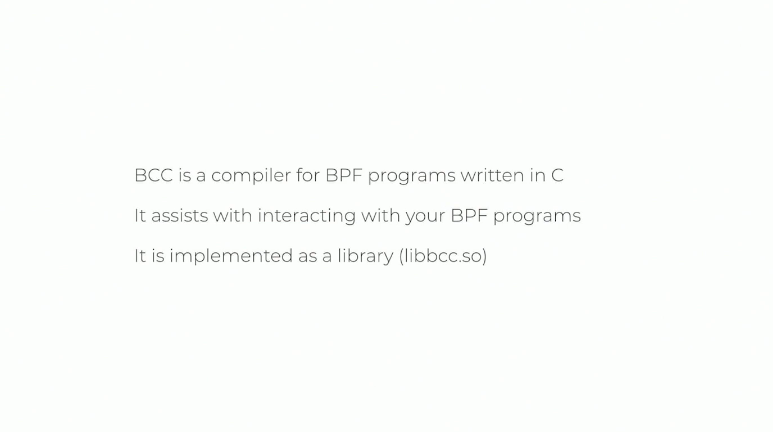 BCC is a compiler for BPF programs written in C
It assists with interacting with your BPF programs
It is implemented as a library (libbcc.so)